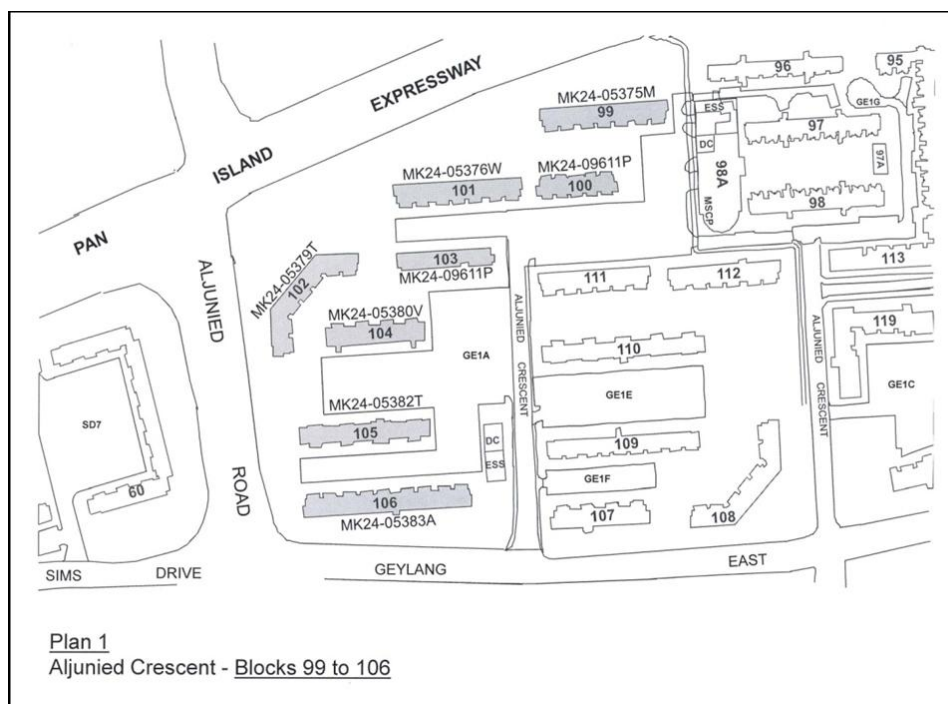 PAN
ISLAND
EXPRESSWAY
96
95
MK24-05375M
99
ESS
GE1G
97
DC
97A
98A
MK24-05376W
MK24-09611P
101
100
MSCP
98
103
MK24-09611P
113
MK24-05379T
102
ALJUNIED
111
112
MK24-05380V
104
ALJUNIED
CRESCENT
ALJUNIED
CRESCENT
119
110
GE1A
GE1E
GE1C
MK24-05382T
105
SD7
DC
109
ESS
GE1F
60
ROAD
106
MK24-05383A
107
108
SIMS DRIVE
GEYLANG EAST
Plan 1
Aljunied Crescent - Blocks 99 to 106